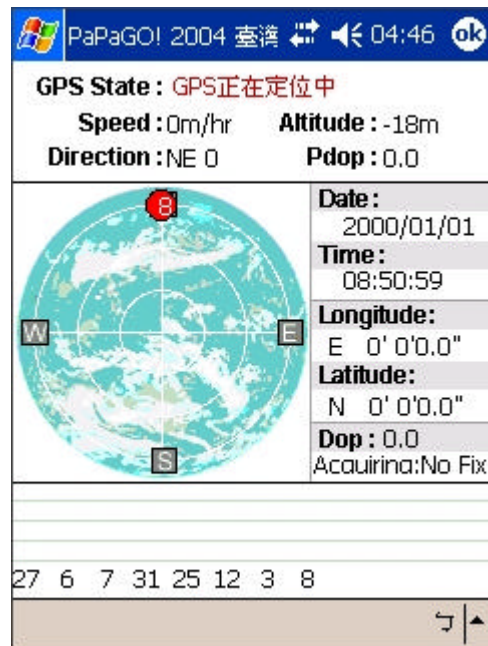 PaPaGO! 2004 臺灣 04:46 ok
GPS State : GPS正在定位中
Speed : 0m/hr Altitude : -18m
Direction : NE 0 Pdop : 0.0
8
W
E
S
Date :
2000/01/01
Time :
08:50:59
Longitude:
E 0' 0'0.0"
Latitude:
N 0' 0'0.0"
Dop : 0.0
Acquiring:No Fix
27 6 7 31 25 12 3 8
ㄅ